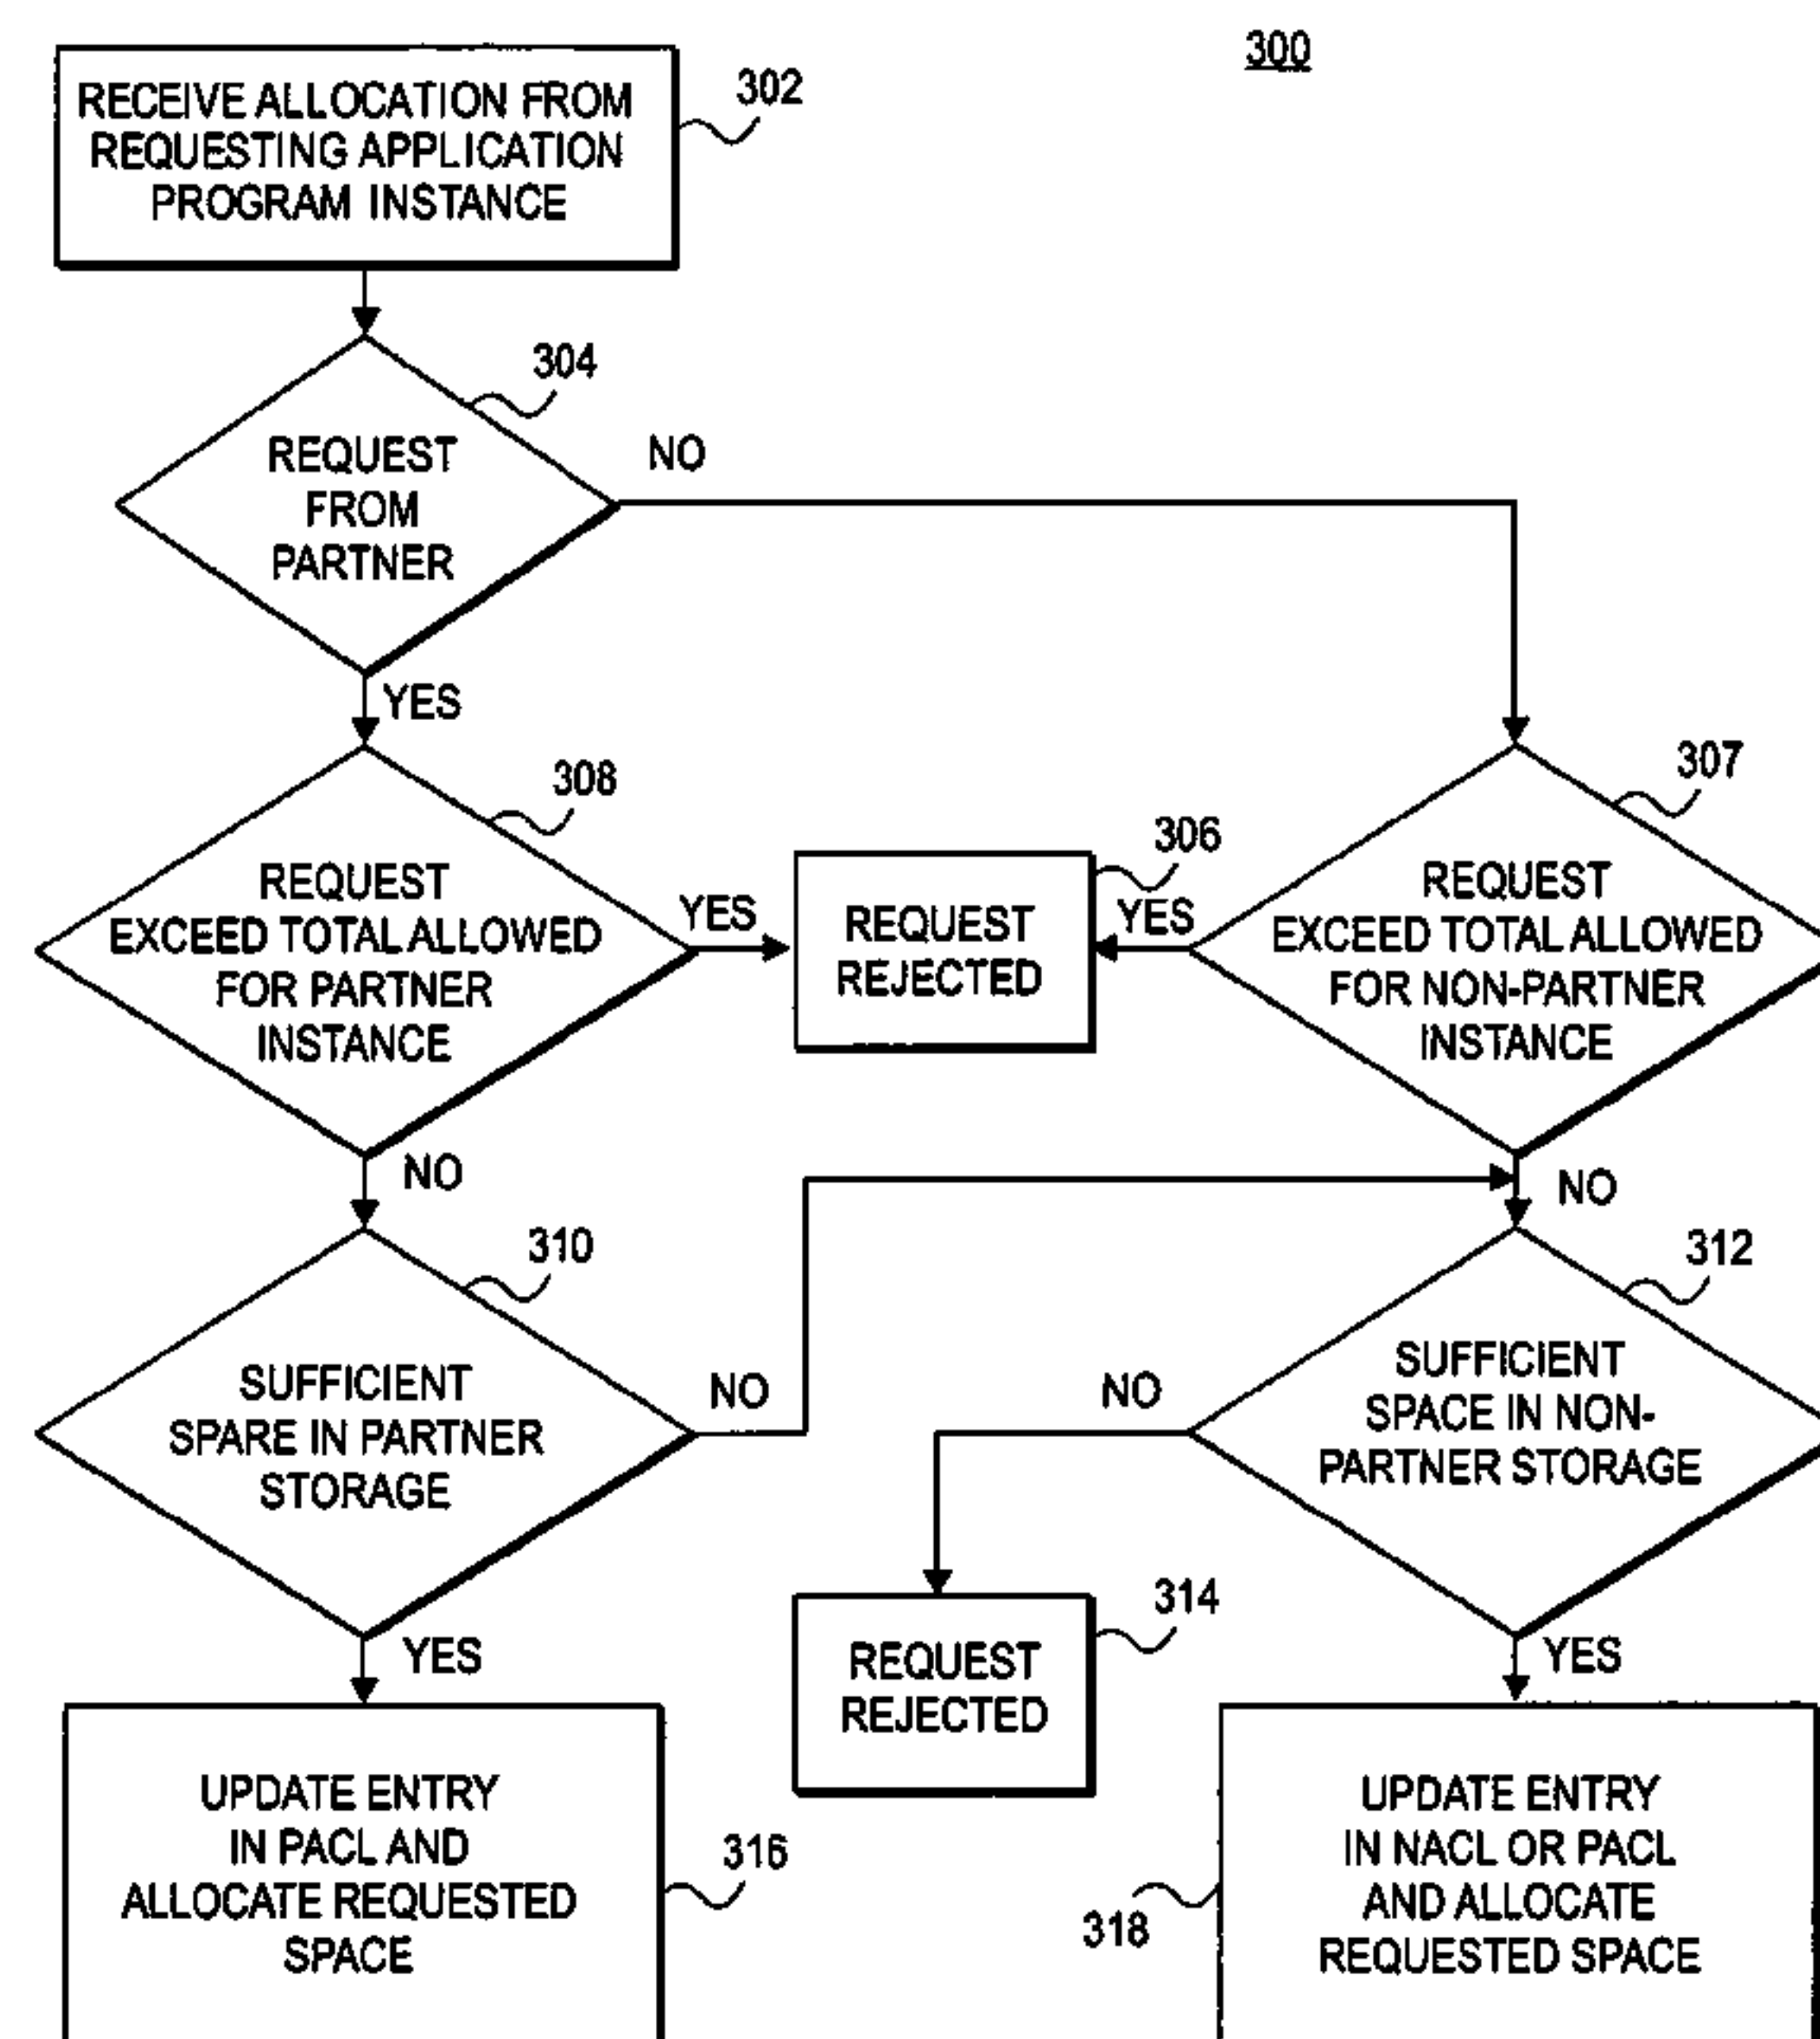 300
RECEIVE ALLOCATION FROM
REQUESTING APPLICATION
PROGRAM INSTANCE
302
304
REQUEST
FROM
PARTNER
NO
YES
308
REQUEST
EXCEED TOTAL ALLOWED
FOR PARTNER
INSTANCE
YES
306
REQUEST
REJECTED
YES
307
REQUEST
EXCEED TOTAL ALLOWED
FOR NON-PARTNER
INSTANCE
NO
NO
310
SUFFICIENT
SPARE IN PARTNER
STORAGE
NO
312
SUFFICIENT
SPACE IN NON-
PARTNER STORAGE
NO
314
REQUEST
REJECTED
YES
YES
UPDATE ENTRY
IN PACL AND
ALLOCATE REQUESTED
SPACE
316
UPDATE ENTRY
IN NACL OR PACL
AND ALLOCATE
REQUESTED SPACE
318